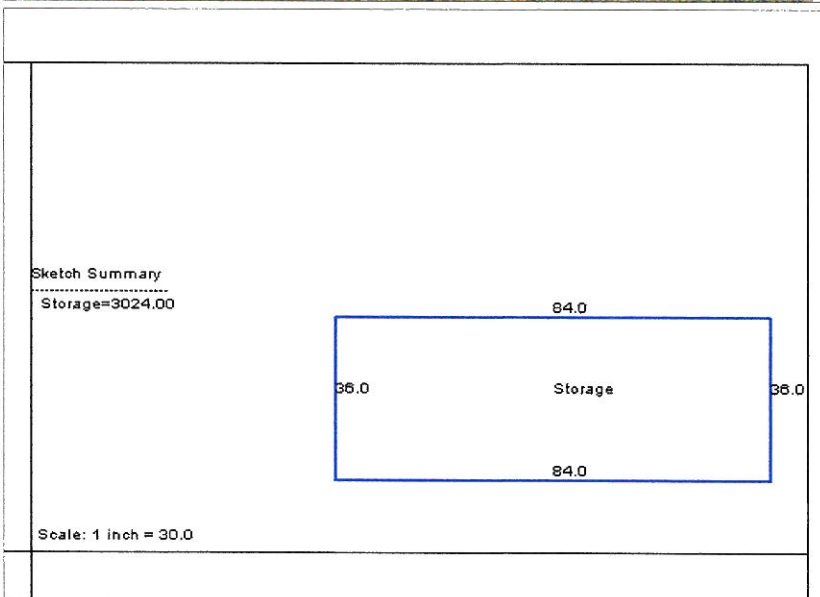 Sketch Summary
Storage=3024.00
84.0
36.0 Storage 36.0
84.0
Scale: 1 inch = 30.0